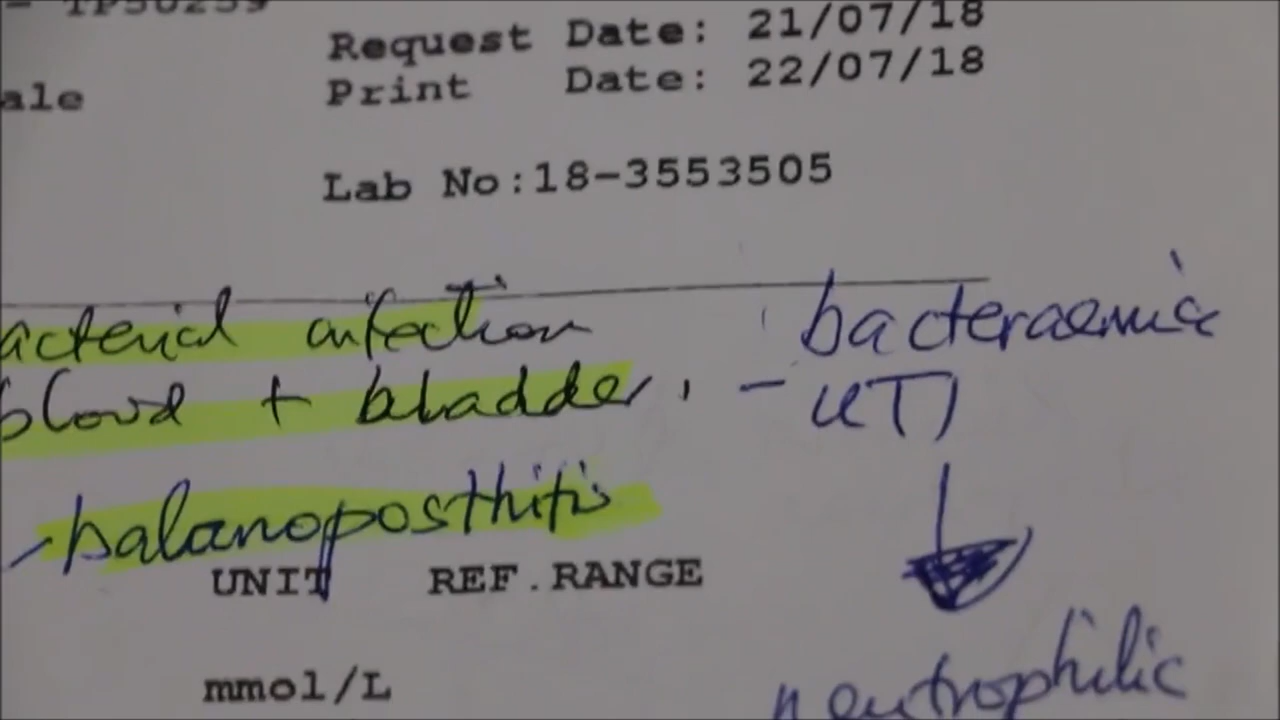 - TP50259
Request Date: 21/07/18
ale Print Date: 22/07/18
Lab No:18-3553505
acterial infection - bacteraemia
blood + bladder. - UTI
- balanoposthitis
UNIT REF.RANGE
mmol/L neutrophilic